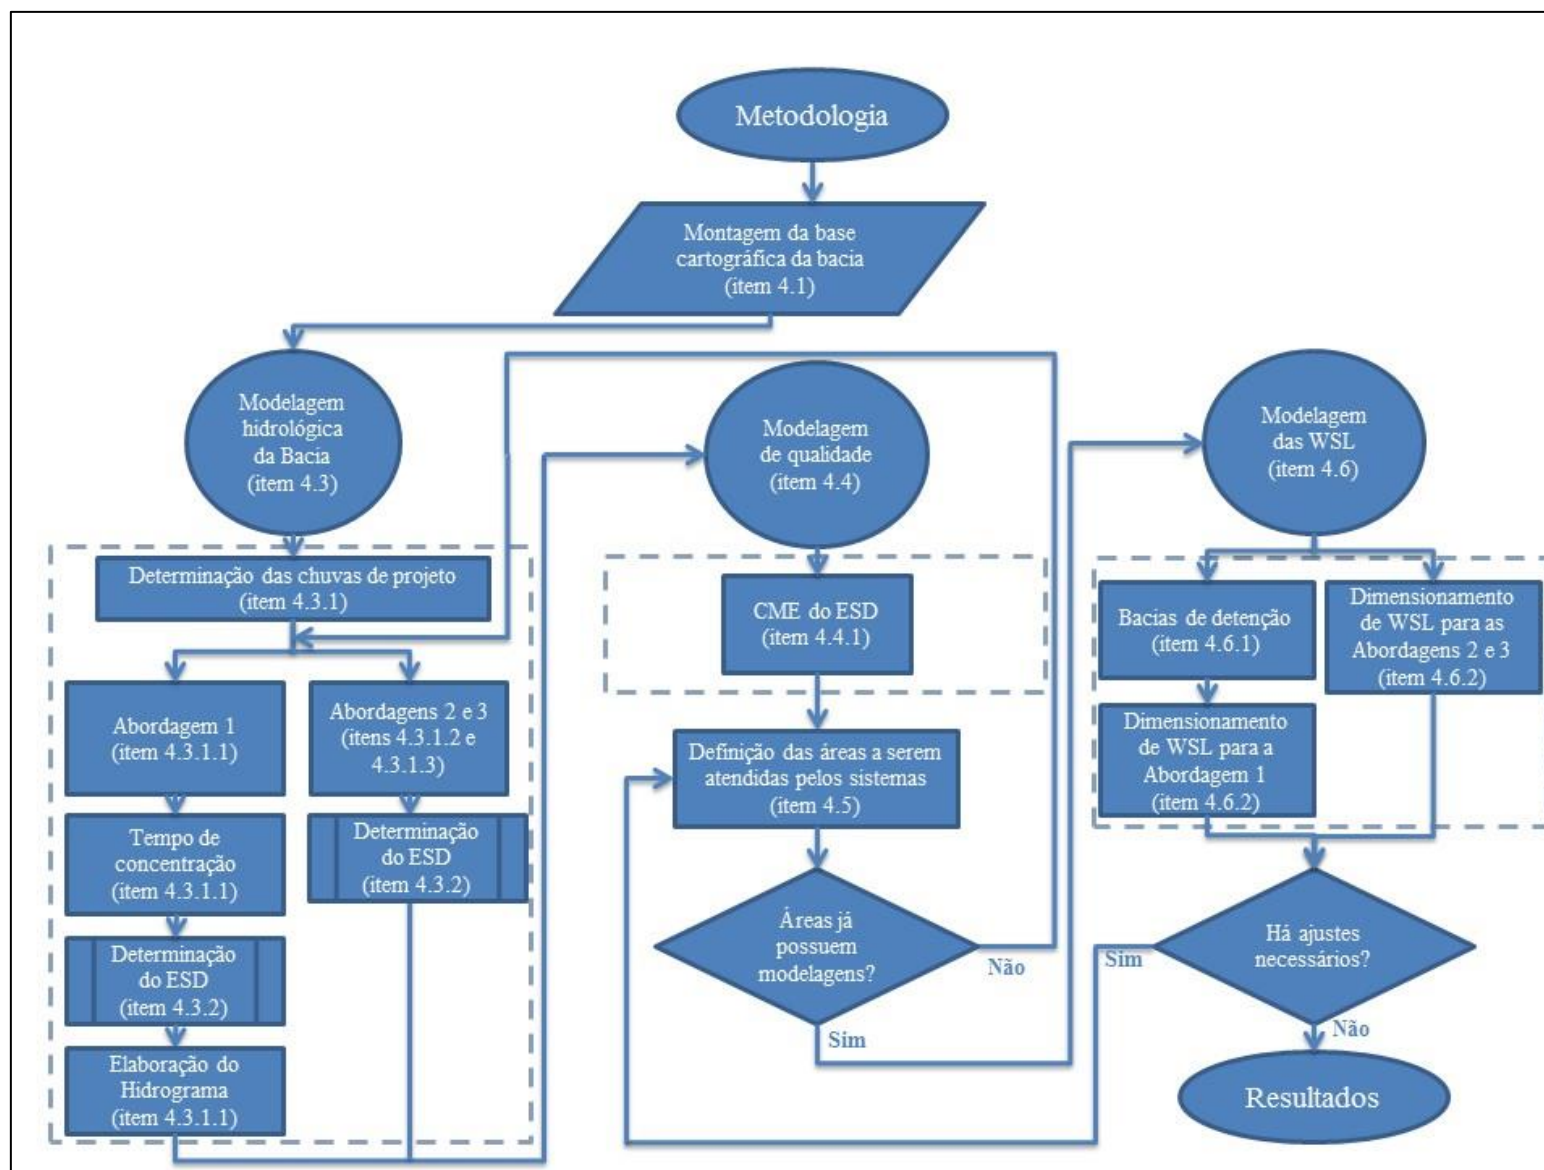 Metodologia
Montagem da base
cartográfica da bacia
(item 4.1)
Modelagem
hidrológica
da Bacia
(item 4.3)
Modelagem
de qualidade
(item 4.4)
Modelagem
das WSL
(item 4.6)
Determinação das chuvas de projeto
(item 4.3.1)
Abordagem 1
(item 4.3.1.1)
Abordagens 2 e 3
(itens 4.3.1.2 e
4.3.1.3)
Tempo de
concentração
(item 4.3.1.1)
Determinação
do ESD
(item 4.3.2)
Determinação
do ESD
(item 4.3.2)
Elaboração do
Hidrograma
(item 4.3.1.1)
CME do ESD
(item 4.4.1)
Definição das áreas a serem
atendidas pelos sistemas
(item 4.5)
Áreas já
possuem
modelagens?
Não
Sim
Bacias de detenção
(item 4.6.1)
Dimensionamento
de WSL para as
Abordagens 2 e 3
(item 4.6.2)
Dimensionamento
de WSL para a
Abordagem 1
(item 4.6.2)
Há ajustes
necessários?
Sim
Não
Resultados